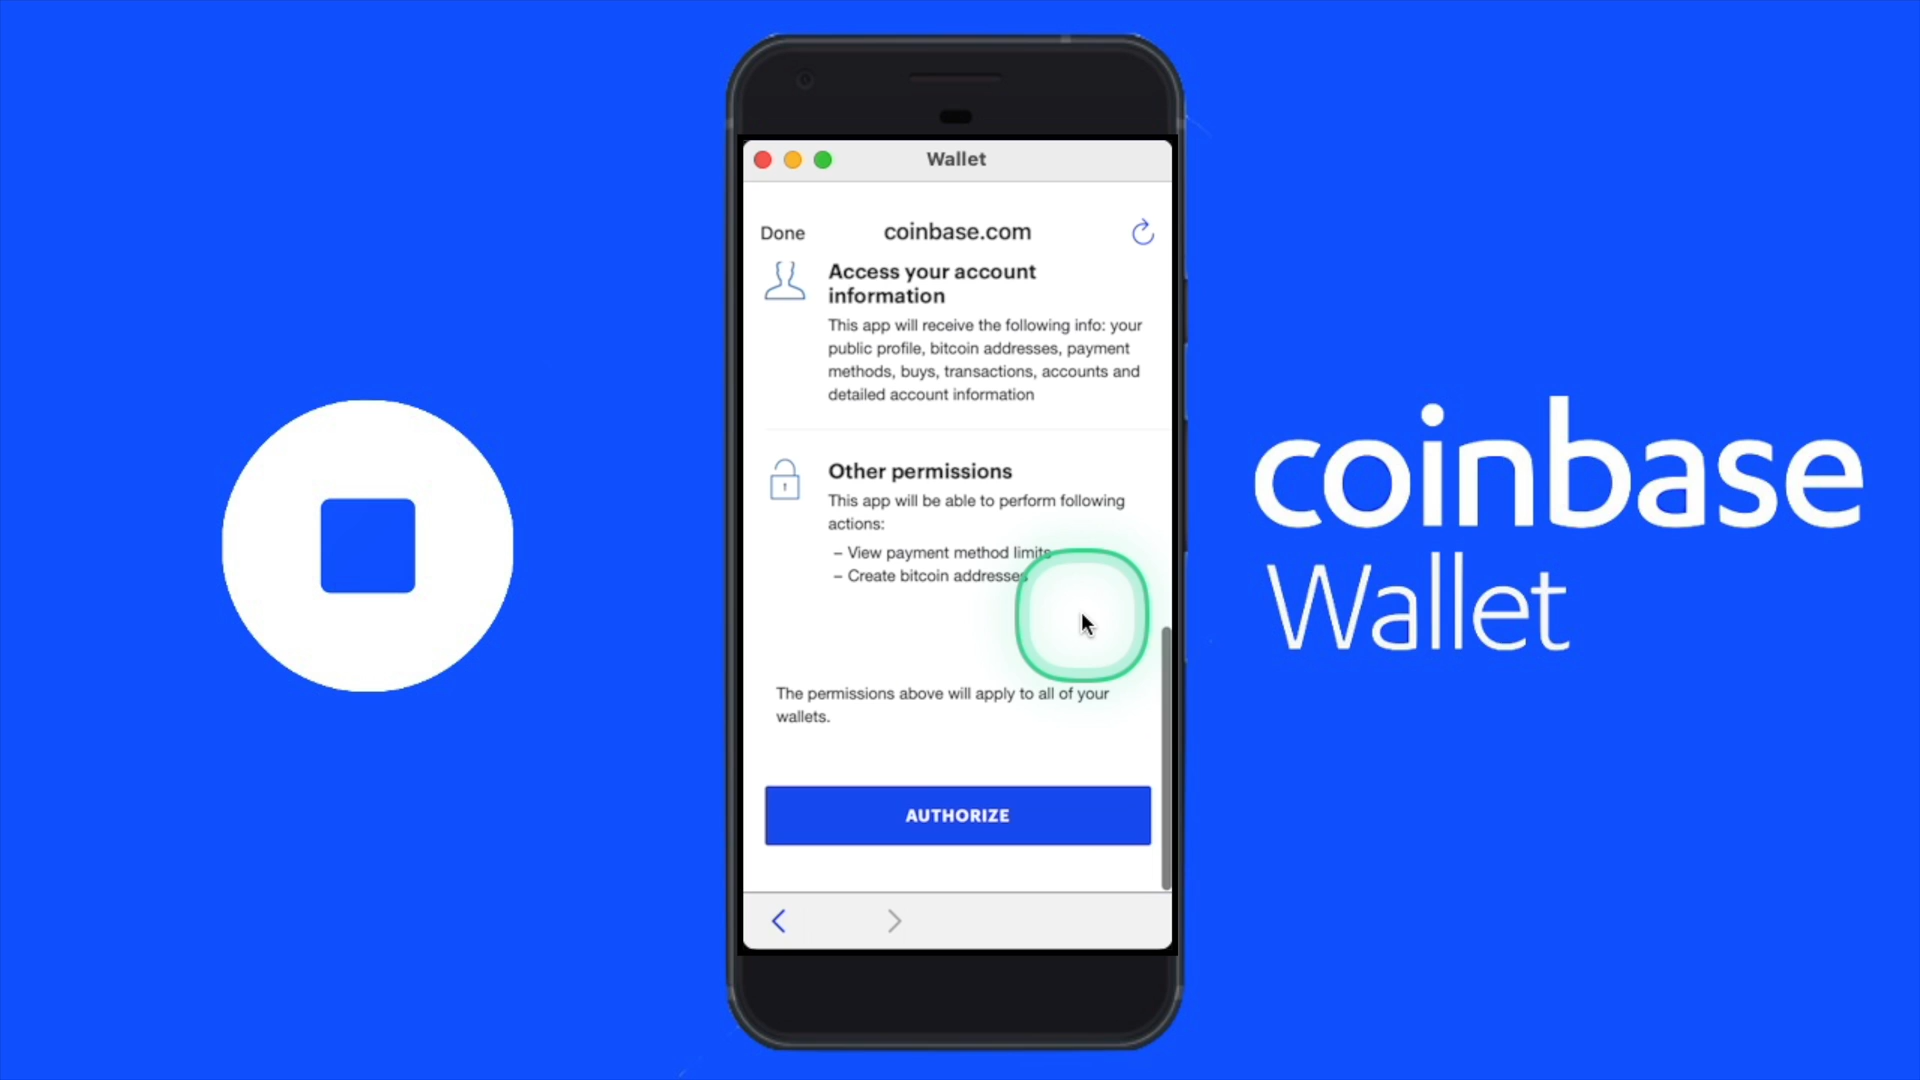 Wallet
Done
coinbase.com
Access your account
information
This app will receive the following info: your
public profile, bitcoin addresses, payment
methods, buys, transactions, accounts and
detailed account information
Other permissions
This app will be able to perform following
actions:
– View payment method limits
– Create bitcoin addresses
The permissions above will apply to all of your
wallets.
AUTHORIZE
coinbase
Wallet